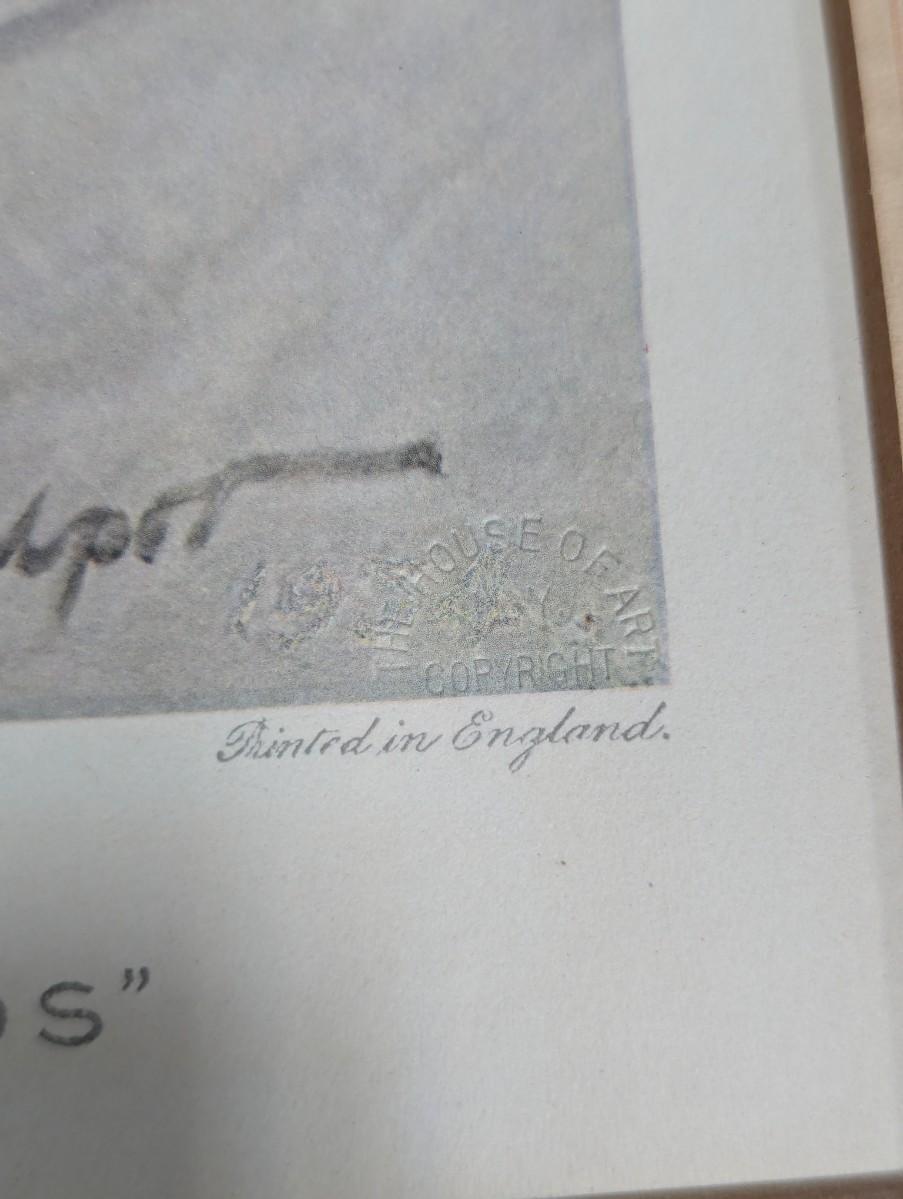 THE HOUSE OF ART
N.Y.
COPYRIGHT
Printed in England.
S”